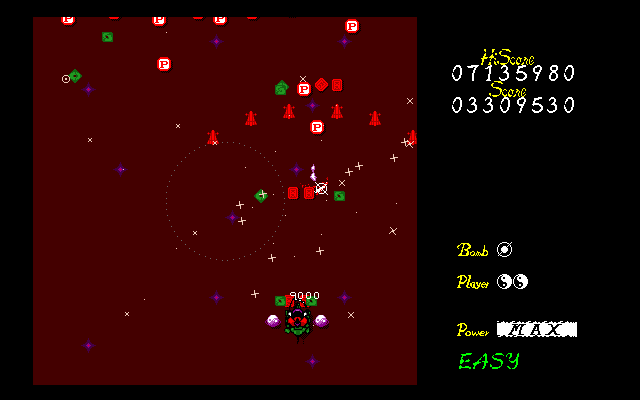 P P P P
P
P
P
HiScore
07135980
Score
03309530
9000
Bomb
Player
Power MAX
EASY